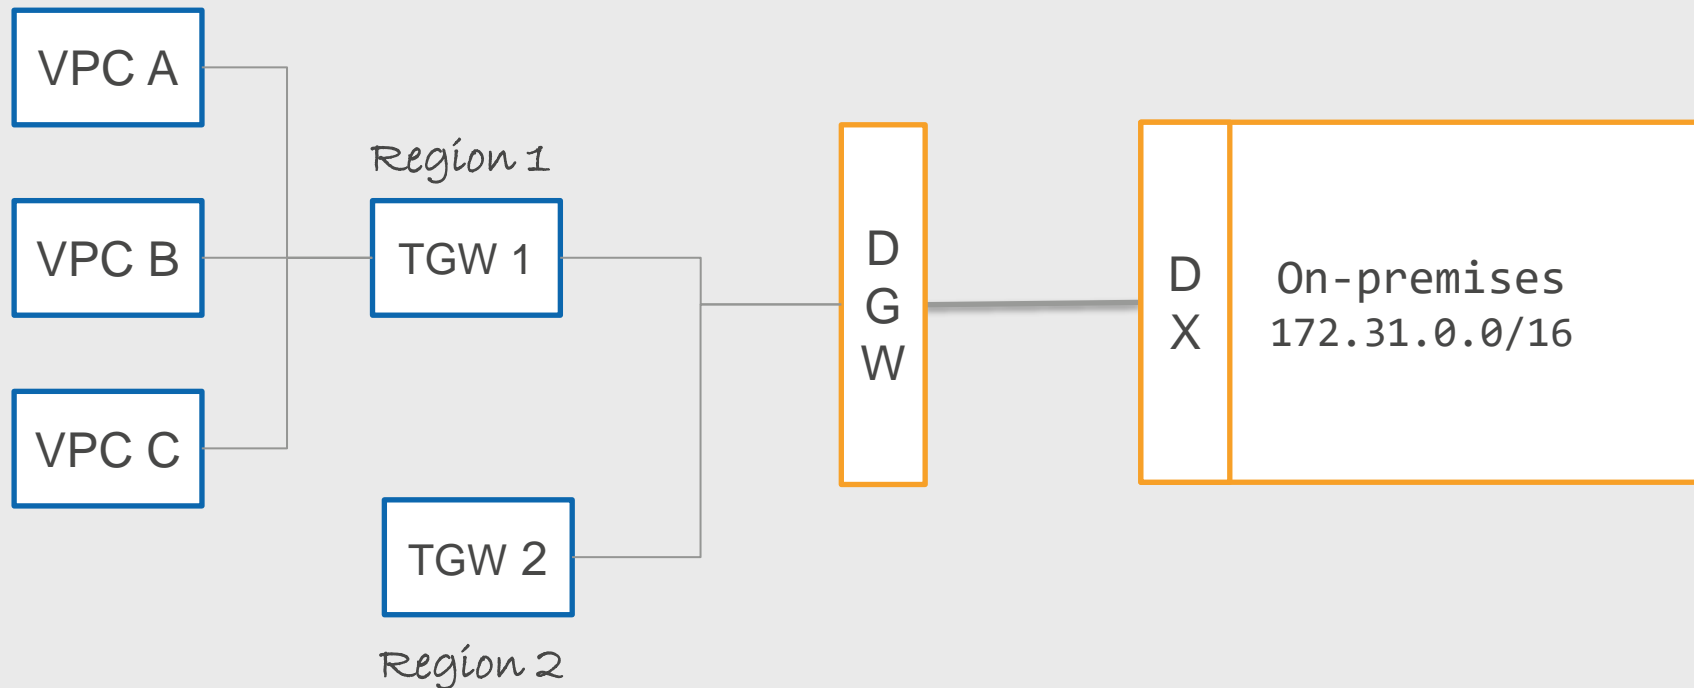 VPC A
Region 1
VPC B
TGW 1
VPC C
TGW 2
Region 2
D
G
W
D
X
On-premises
172.31.0.0/16